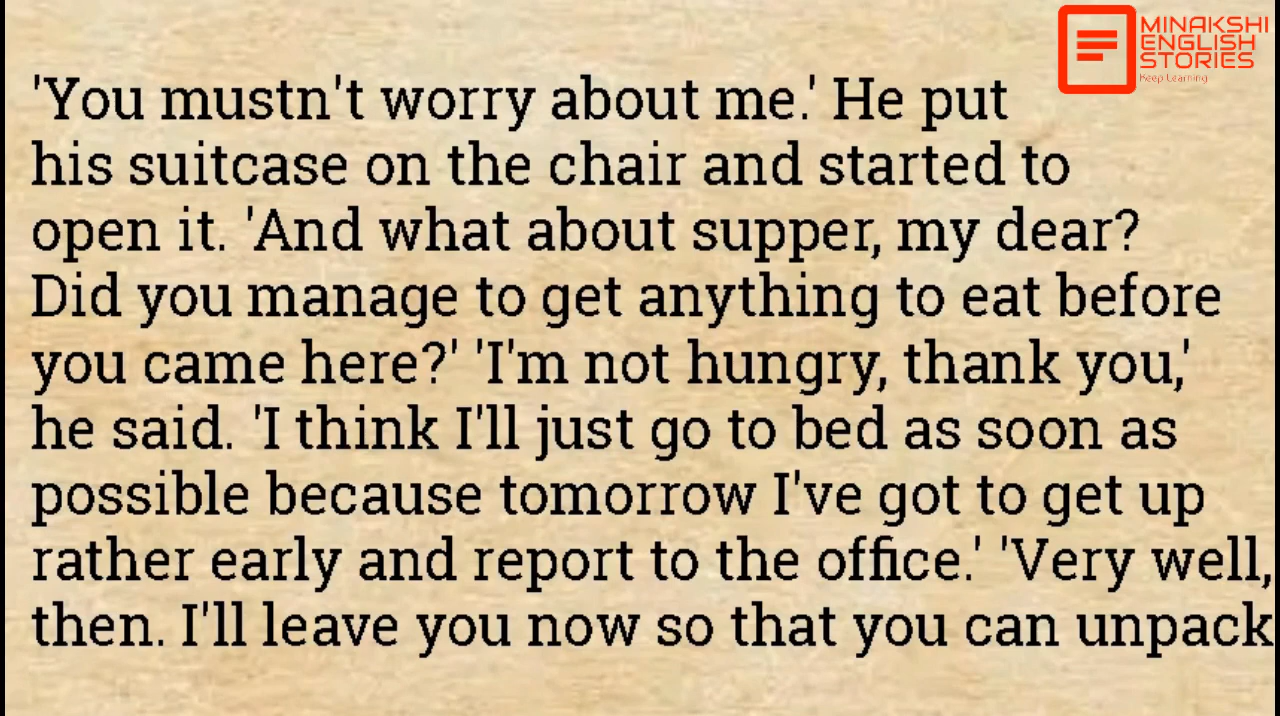 MINAKSHI
ENGLISH
STORIES
Keep Learning
'You mustn't worry about me.' He put
his suitcase on the chair and started to
open it. 'And what about supper, my dear?
Did you manage to get anything to eat before
you came here?' 'I'm not hungry, thank you,'
he said. 'I think I'll just go to bed as soon as
possible because tomorrow I've got to get up
rather early and report to the office.' 'Very well,
then. I'll leave you now so that you can unpack